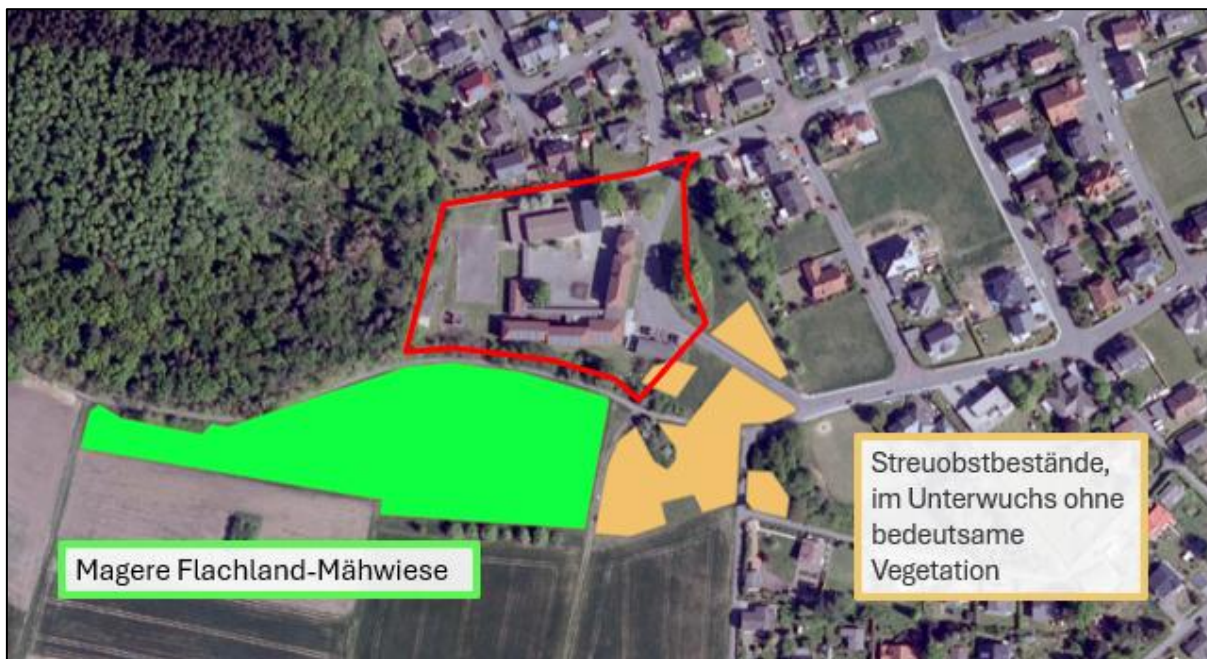 Magere Flachland-Mähwiese
Streuobstbestände,
im Unterwuchs ohne
bedeutsame
Vegetation